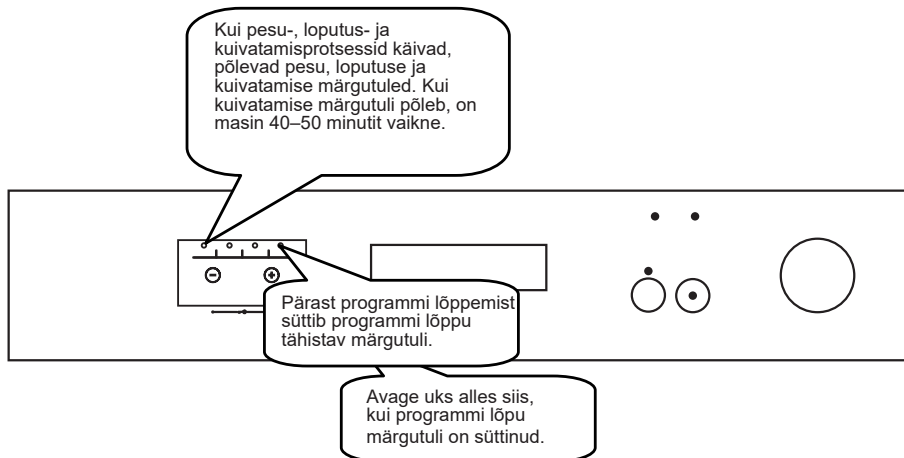 Kui pesu-, loputus- ja
kuivatamisprotsessid käivad,
põlevad pesu, loputuse ja
kuivatamise märgutuled. Kui
kuivatamise märgutuli põleb, on
masin 40–50 minutit vaikne.
Pärast programmi lõppemist
süttib programmi lõppu
tähistav märgutuli.
Avage uks alles siis,
kui programmi lõpu
märgutuli on süttinud.